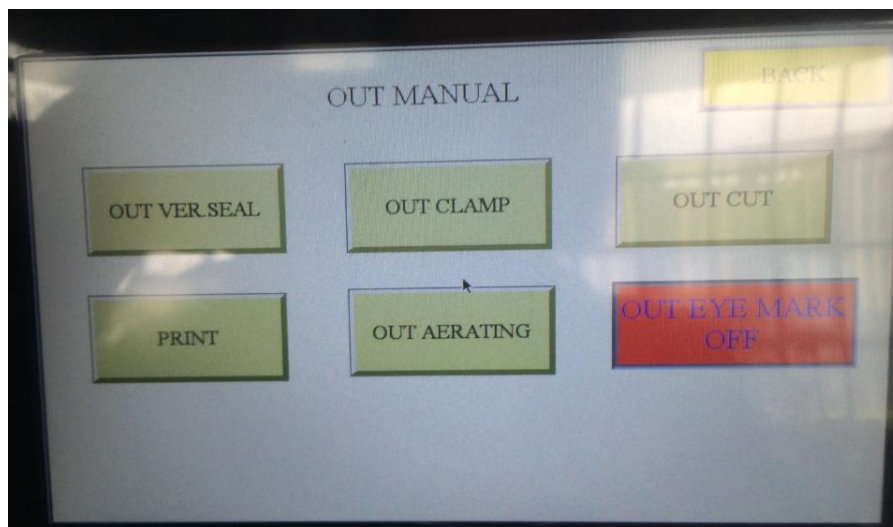 OUT MANUAL
BACK
OUT VER.SEAL
OUT CLAMP
OUT CUT
PRINT
OUT AERATING
OUT EYE MARK
OFF